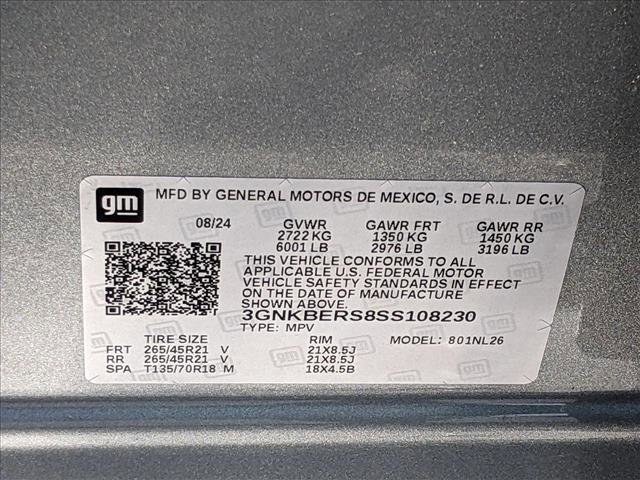 gm MFD BY GENERAL MOTORS DE MEXICO, S. DE R.L. DE C.V.
08/24 GVWR GAWR FRT GAWR RR
2722 KG 1350 KG 1450 KG
6001 LB 2976 LB 3196 LB
THIS VEHICLE CONFORMS TO ALL
APPLICABLE U.S. FEDERAL MOTOR
VEHICLE SAFETY STANDARDS IN EFFECT
ON THE DATE OF MANUFACTURE
SHOWN ABOVE.
3GNKBERS8SS108230
TYPE: MPV MODEL: 801NL26
TIRE SIZE RIM
FRT 265/45R21 V 21X8.5J
RR 265/45R21 V 21X8.5J
SPA T135/70R18 M 18X4.5B